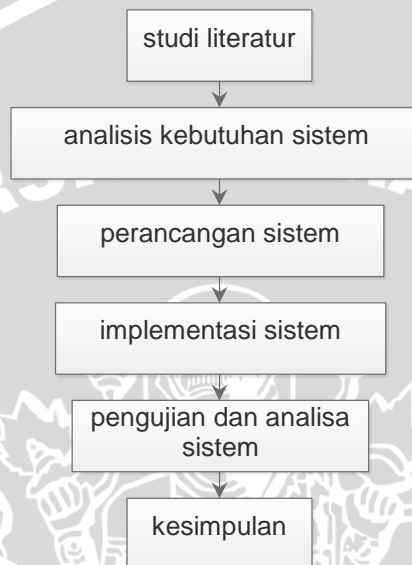 studi literatur
analisis kebutuhan sistem
perancangan sistem
implementasi sistem
pengujian dan analisa
sistem
kesimpulan